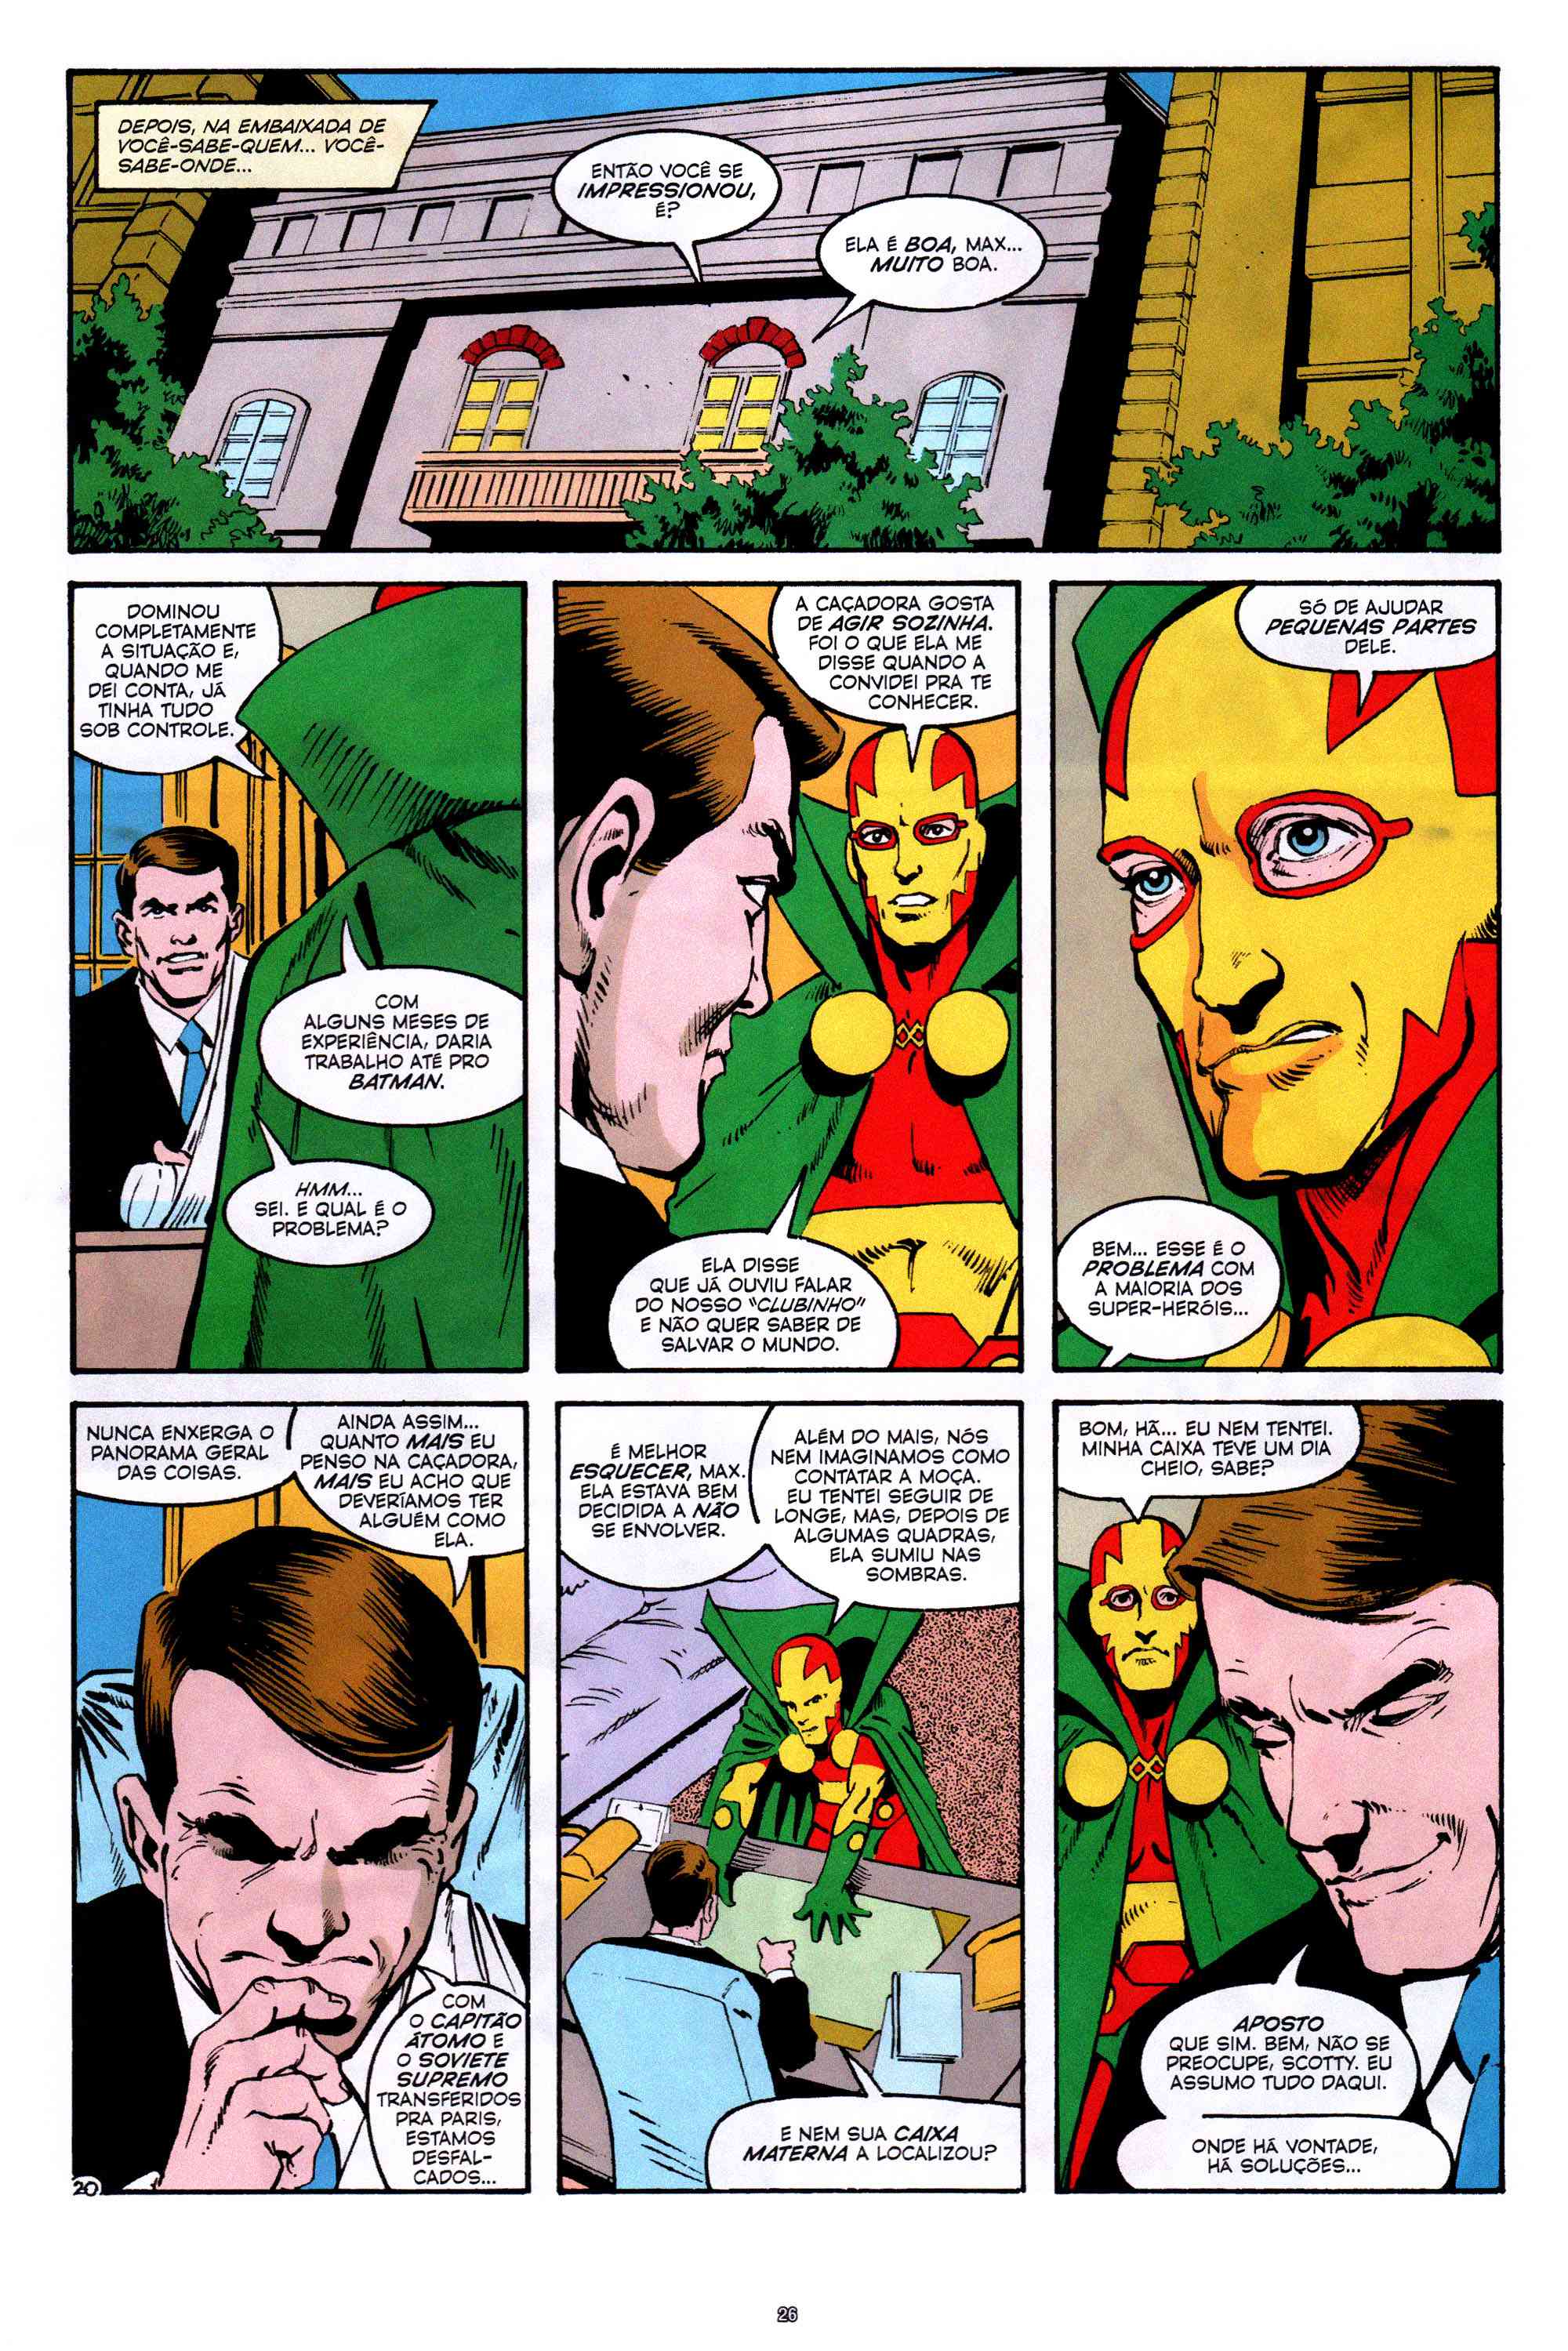 DEPOIS, NA EMBAIXADA DE
VOCÊ-SABE-QUEM... VOCÊ-
SABE-ONDE...
ENTÃO VOCÊ SE
IMPRESSIONOU,
É?
ELA É BOA, MAX...
MUITO BOA.
DOMINOU
COMPLETAMENTE
A SITUAÇÃO E,
QUANDO ME
DEI CONTA, JÁ
TINHA TUDO
SOB CONTROLE.
COM
ALGUNS MESES DE
EXPERIÊNCIA, DARIA
TRABALHO ATÉ PRO
BATMAN.
HMM...
SEI. E QUAL É O
PROBLEMA?
A CAÇADORA GOSTA
DE AGIR SOZINHA.
FOI O QUE ELA ME
DISSE QUANDO A
CONVIDEI PRA TE
CONHECER.
ELA DISSE
QUE JÁ OUVIU FALAR
DO NOSSO “CLUBINHO”
E NÃO QUER SABER DE
SALVAR O MUNDO.
SÓ DE AJUDAR
PEQUENAS PARTES
DELE.
BEM... ESSE É O
PROBLEMA COM
A MAIORIA DOS
SUPER-HERÓIS...
NUNCA ENXERGA O
PANORAMA GERAL
DAS COISAS.
AINDA ASSIM...
QUANTO MAIS EU
PENSO NA CAÇADORA,
MAIS EU ACHO QUE
DEVERÍAMOS TER
ALGUÉM COMO
ELA.
COM
O CAPITÃO
ÁTOMO E
O SOVIETE
SUPREMO
TRANSFERIDOS
PRA PARIS,
ESTAMOS
DESFAL-
CADOS...
20
É MELHOR
ESQUECER, MAX.
ELA ESTAVA BEM
DECIDIDA A NÃO
SE ENVOLVER.
ALÉM DO MAIS, NÓS
NEM IMAGINAMOS COMO
CONTATAR A MOÇA.
EU TENTEI SEGUIR DE
LONGE, MAS, DEPOIS DE
ALGUMAS QUADRAS,
ELA SUMIU NAS
SOMBRAS.
E NEM SUA CAIXA
MATERNA A LOCALIZOU?
BOM, HÃ... EU NEM TENTEI.
MINHA CAIXA TEVE UM DIA
CHEIO, SABE?
APOSTO
QUE SIM. BEM, NÃO SE
PREOCUPE, SCOTTY. EU
ASSUMO TUDO DAQUI.
ONDE HÁ VONTADE,
HÁ SOLUÇÕES...
26